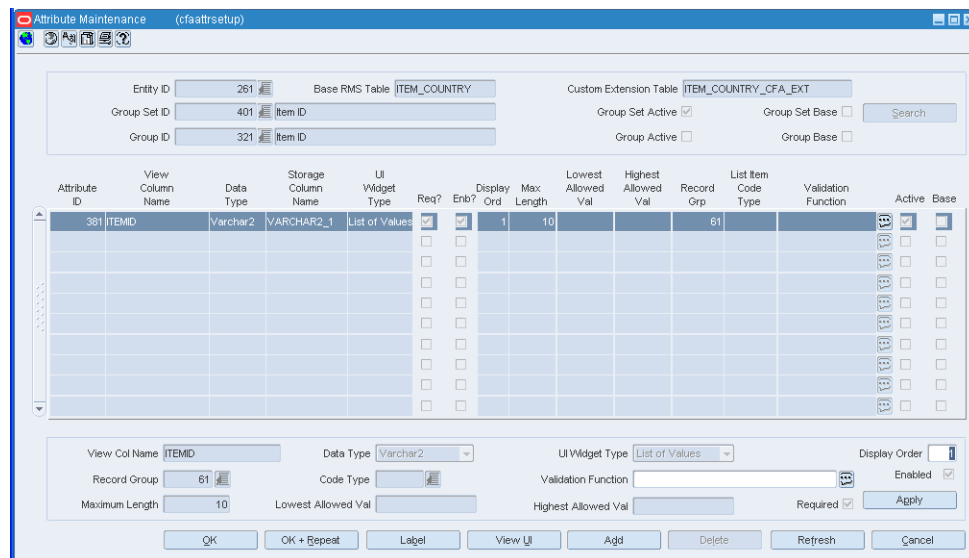 Attribute Maintenance (cfaattrsetup)
Entity ID 261 Base RMS Table ITEM_COUNTRY Custom Extension Table ITEM_COUNTRY_CFA_EXT
Group Set ID 401 Item ID Group Set Active Group Set Base Search
Group ID 321 Item ID Group Active Group Base
Attribute ID View Column Name Data Type Storage Column Name UI Widget Type Req? Enb? Display Ord Max Length Lowest Allowed Val Highest Allowed Val Record Grp List Item Code Type Validation Function Active Base
381 ITEMID Varchar2 VARCHAR2_1 List of Values 1 10 61
View Col Name ITEMID Data Type Varchar2 UI Widget Type List of Values Display Order 1
Record Group 61 Code Type Validation Function Enabled
Maximum Length 10 Lowest Allowed Val Highest Allowed Val Required Apply
OK OK + Repeat Label View UI Add Delete Refresh Cancel